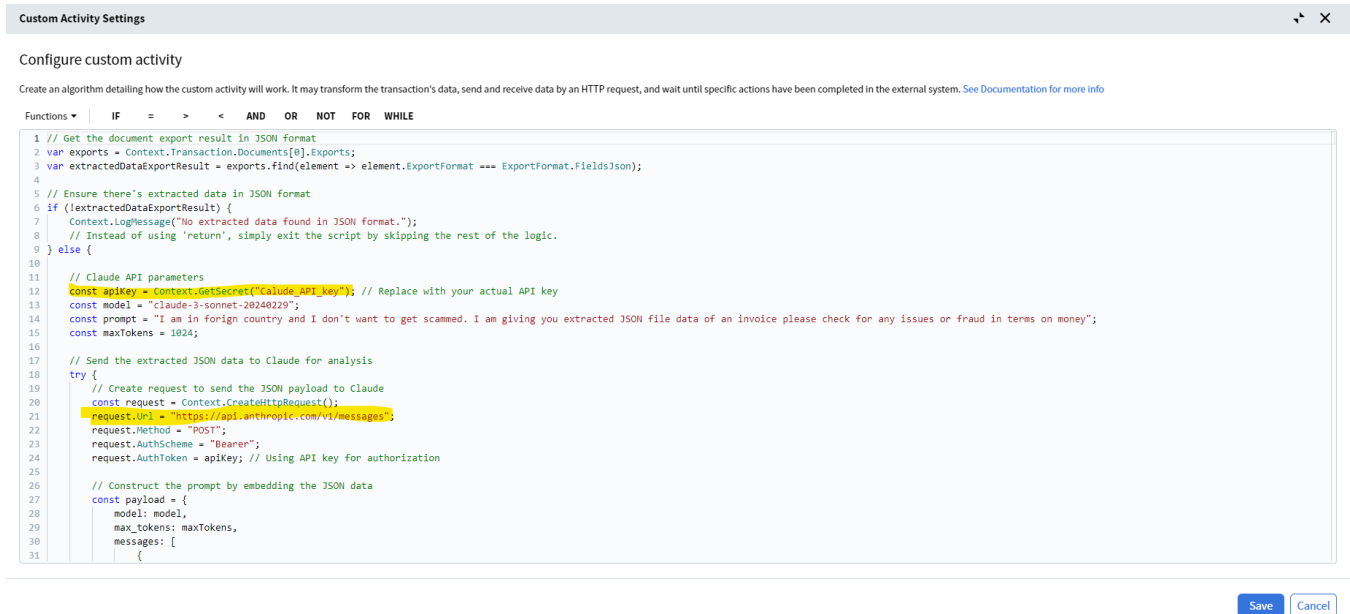 Custom Activity Settings
Configure custom activity
Create an algorithm detailing how the custom activity will work. It may transform the transaction's data, send and receive data by an HTTP request, and wait until specific actions have been completed in the external system. See Documentation for more info
Functions IF = > < AND OR NOT FOR WHILE
1 // Get the document export result in JSON format
2 var exports = Context.Transaction.Documents[0].Exports;
3 var extractedDataExportResult = exports.find(element => element.ExportFormat === ExportFormat.FieldsJson);
4
5 // Ensure there's extracted data in JSON format
6 if (!extractedDataExportResult) {
7 Context.LogMessage("No extracted data found in JSON format.");
8 // Instead of using 'return', simply exit the script by skipping the rest of the logic.
9 } else {
10
11 // Claude API parameters
12 const apiKey = Context.GetSecret("Calude_API_key"); // Replace with your actual API key
13 const model = "claude-3-sonnet-20240229";
14 const prompt = "I am in forign country and I don't want to get scammed. I am giving you extracted JSON file data of an invoice please check for any issues or fraud in terms on money";
15 const maxTokens = 1024;
16
17 // Send the extracted JSON data to Claude for analysis
18 try {
19 // Create request to send the JSON payload to Claude
20 const request = Context.CreateHttpRequest();
21 request.Url = "https://api.anthropic.com/v1/messages";
22 request.Method = "POST";
23 request.AuthScheme = "Bearer";
24 request.AuthToken = apiKey; // Using API key for authorization
25
26 // Construct the prompt by embedding the JSON data
27 const payload = {
28 model: model,
29 max_tokens: maxTokens,
30 messages: [
31 {
Save Cancel